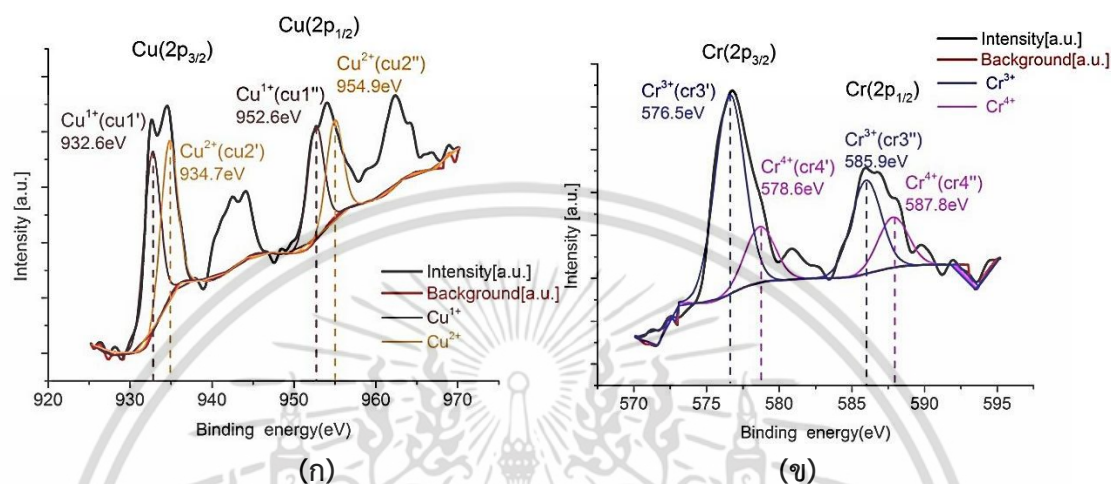 Cu(2p3/2)
Cu(2p1/2)
Cu1+(cu1')
932.6eV
Cu2+(cu2')
934.7eV
Cu1+(cu1'')
952.6eV
Cu2+(cu2'')
954.9eV
Intensity[a.u.]
Background[a.u.]
Cu1+
Cu2+
Intensity [a.u.]
920 930 940 950 960 970
Binding energy(eV)
(ก)
Intensity[a.u.]
Background[a.u.]
Cr3+
Cr4+
Cr(2p3/2)
Cr(2p1/2)
Cr3+(cr3')
576.5eV
Cr4+(cr4')
578.6eV
Cr3+(cr3'')
585.9eV
Cr4+(cr4'')
587.8eV
Intensity [a.u.]
570 575 580 585 590 595
Binding energy(eV)
(ข)